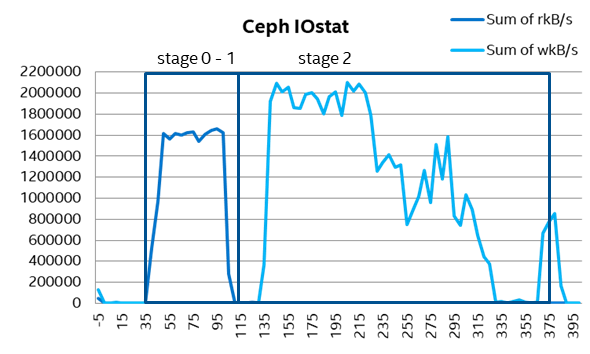 Ceph IOstat
Sum of rkB/s
Sum of wkB/s
stage 0 - 1
stage 2
2200000
2000000
1800000
1600000
1400000
1200000
1000000
800000
600000
400000
200000
0
-5 15 35 55 75 95 115 135 155 175 195 215 235 255 275 295 315 335 355 375 395